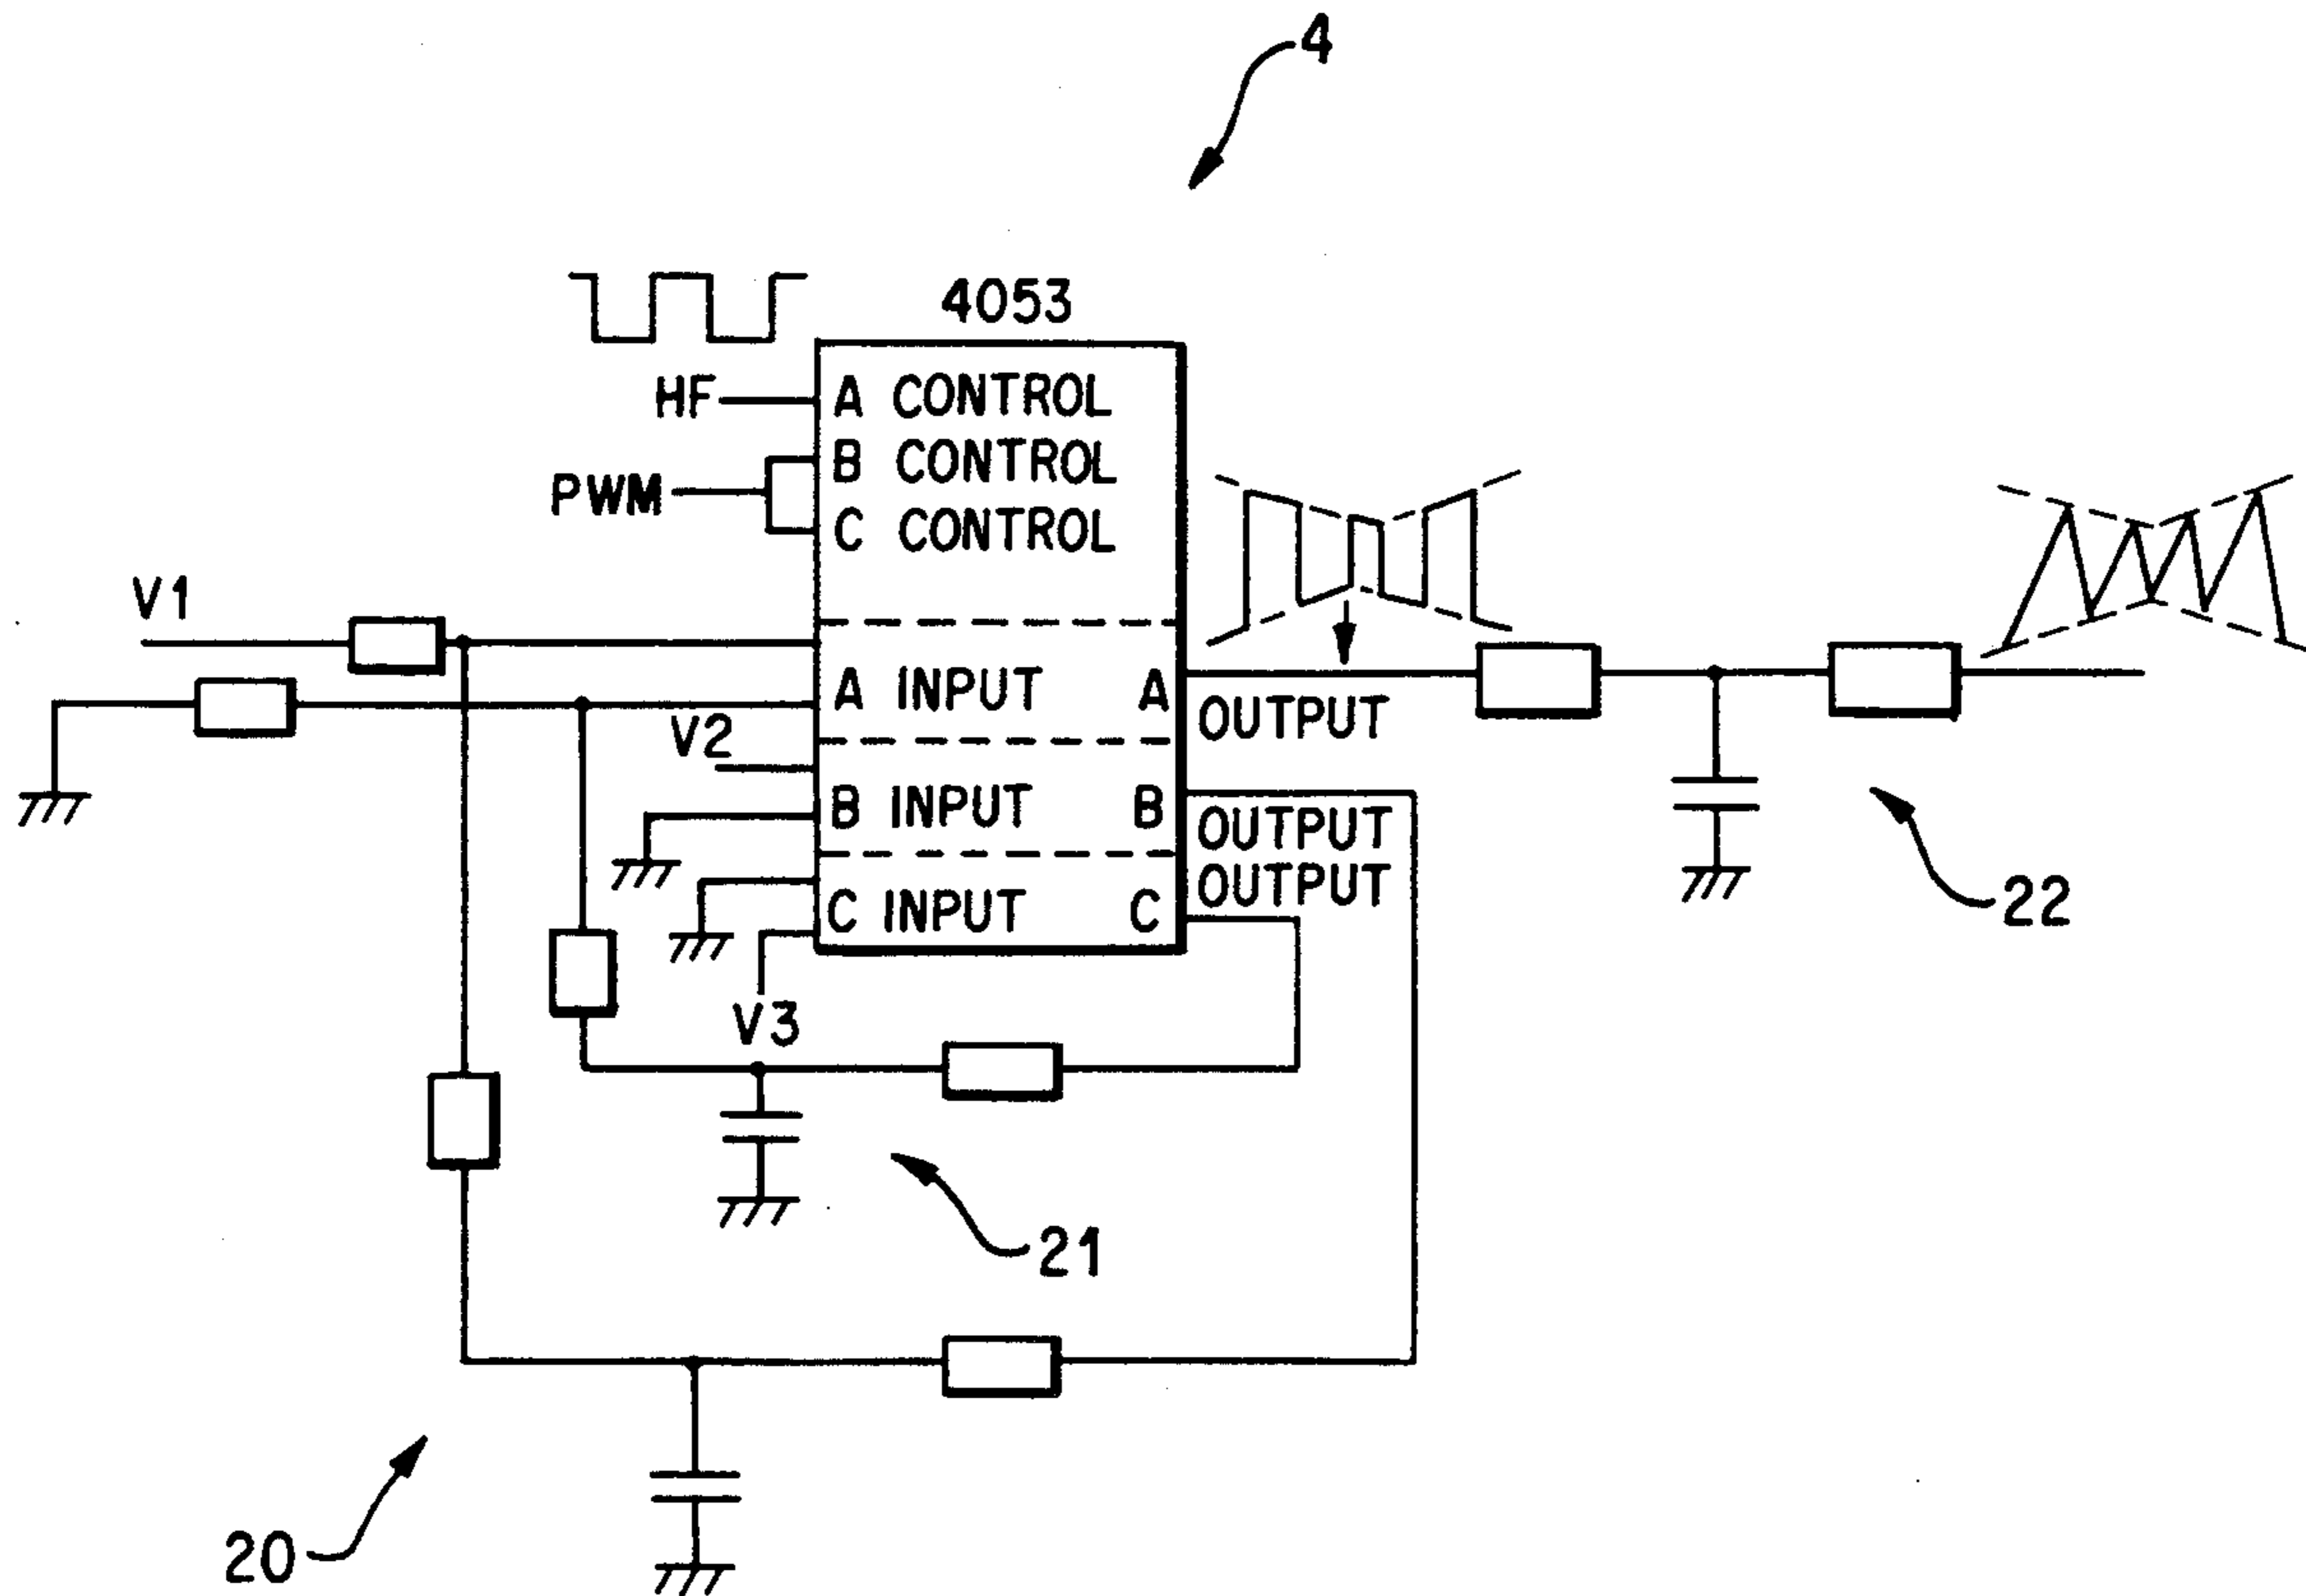 4
4053
HF
A CONTROL
B CONTROL
PWM
C CONTROL
V1
A INPUT A
OUTPUT
V2
B INPUT B
OUTPUT
OUTPUT
C INPUT C
22
V3
21
20